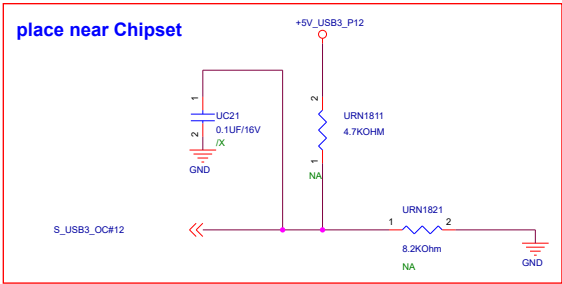 place near Chipset
+5V_USB3_P12
1
UC21
0.1UF/16V
2
/X
GND
2
URN1811
4.7KOHM
1
NA
S_USB3_OC#12
URN1821
1
2
8.2KOhm
NA
GND